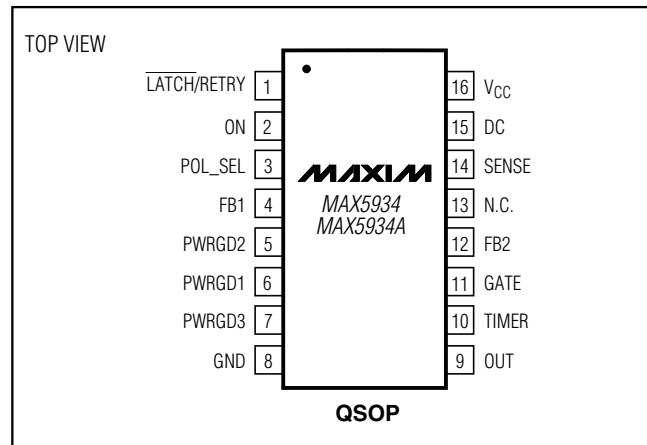 TOP VIEW
LATCH/RETRY 1
ON 2
POL_SEL 3
FB1 4
PWRGD2 5
PWRGD1 6
PWRGD3 7
GND 8
MAXIM
MAX5934
MAX5934A
16 VCC
15 DC
14 SENSE
13 N.C.
12 FB2
11 GATE
10 TIMER
9 OUT
QSOP